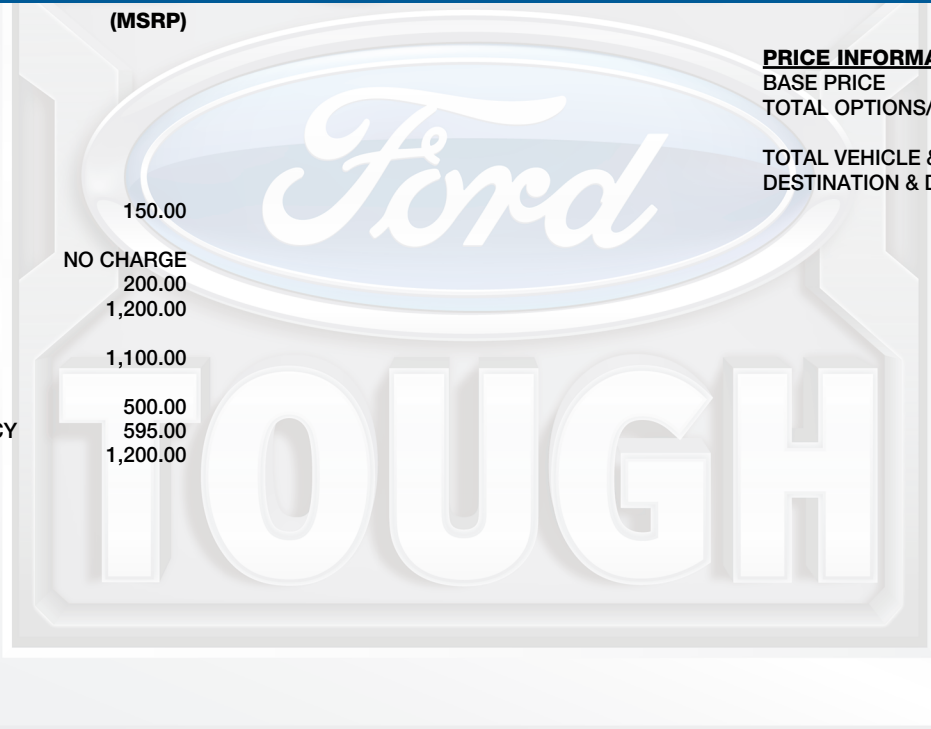 (MSRP)
150.00
NO CHARGE
200.00
1,200.00
1,100.00
500.00
CY 595.00
1,200.00
PRICE INFORMA
BASE PRICE
TOTAL OPTIONS/
TOTAL VEHICLE &
DESTINATION & D
Ford
TOUGH